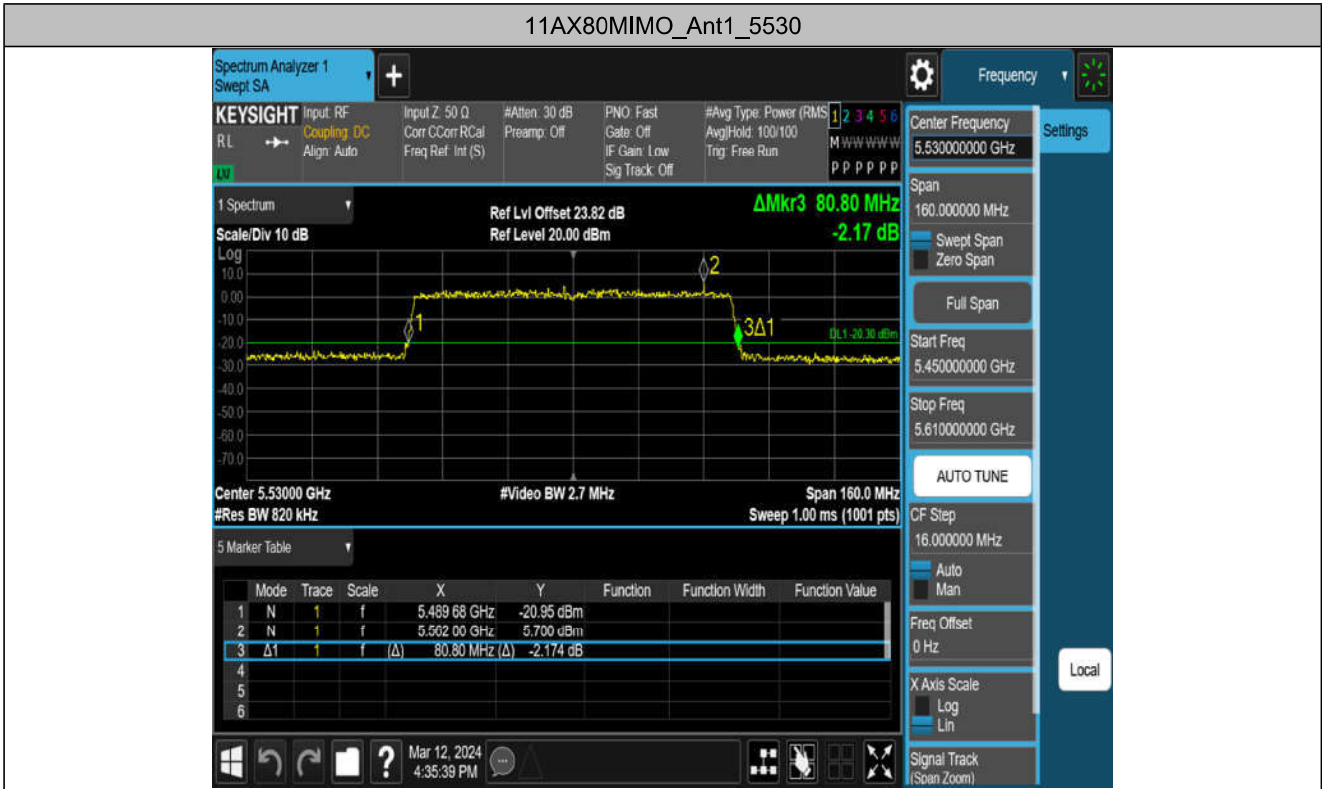 11AX80MIMO_Ant1_5530
Spectrum Analyzer 1
Swept SA
+
Frequency
KEYSIGHT
RL
Input: RF
Coupling: DC
Align: Auto
Input Z: 50 Ω
Corr CCorr RCal
Freq Ref: Int (S)
#Atten: 30 dB
Preamp: Off
PNO: Fast
Gate: Off
IF Gain: Low
Sig Track: Off
#Avg Type: Power (RMS
Avg|Hold: 100/100
Trig: Free Run
1 2 3 4 5 6
M W W W W W
P P P P P P
Center Frequency
5.530000000 GHz
Settings
1 Spectrum
Scale/Div 10 dB
Ref Lvl Offset 23.82 dB
Ref Level 20.00 dBm
ΔMkr3 80.80 MHz
-2.17 dB
Log
10.0
0.00
-10.0
-20.0
-30.0
-40.0
-50.0
-60.0
-70.0
1
2
3Δ1
DL1 -20.30 dBm
Center 5.53000 GHz
#Res BW 820 kHz
#Video BW 2.7 MHz
Span 160.0 MHz
Sweep 1.00 ms (1001 pts)
Span
160.000000 MHz
Swept Span
Zero Span
Full Span
Start Freq
5.450000000 GHz
Stop Freq
5.610000000 GHz
AUTO TUNE
CF Step
16.000000 MHz
Auto
Man
Freq Offset
0 Hz
X Axis Scale
Log
Lin
Signal Track
(Span Zoom)
Local
5 Marker Table
Mode Trace Scale X Y Function Function Width Function Value
1 N 1 f 5.489 68 GHz -20.95 dBm
2 N 1 f 5.562 00 GHz 5.700 dBm
3 Δ1 1 f (Δ) 80.80 MHz (Δ) -2.174 dB
4
5
6
?
Mar 12, 2024
4:35:39 PM